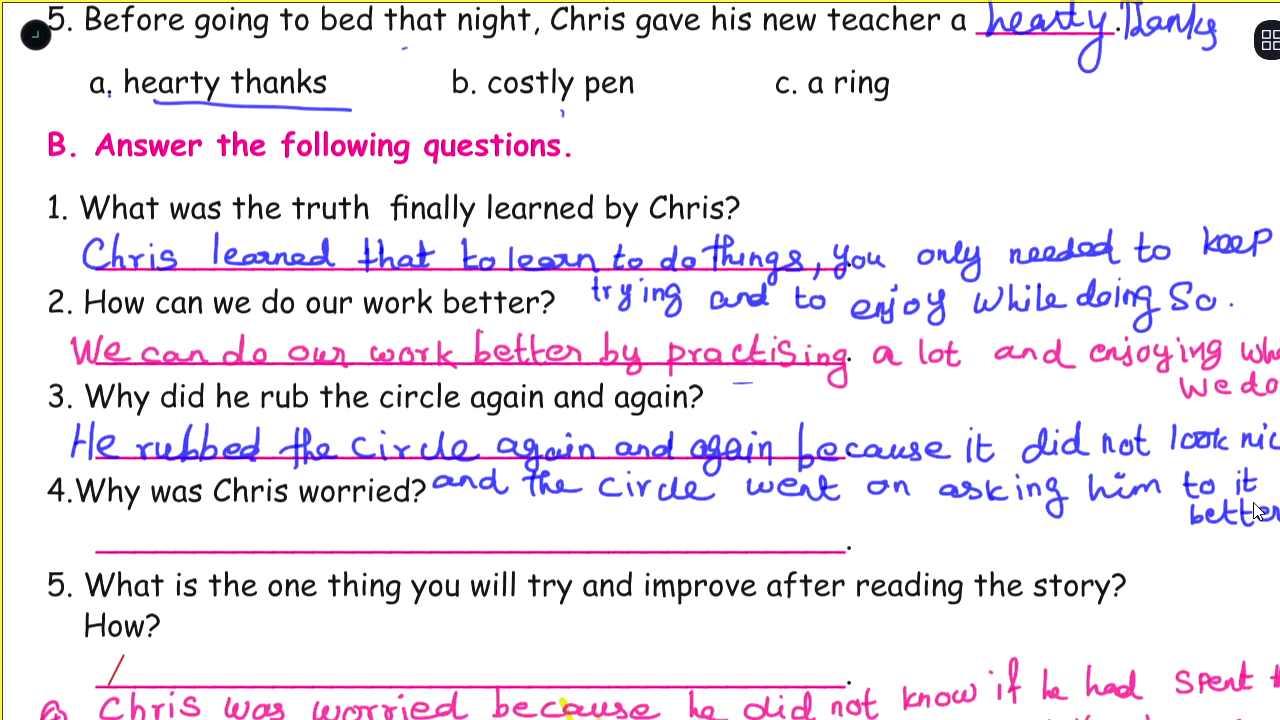 5. Before going to bed that night, Chris gave his new teacher a hearty. Thanks
a. hearty thanks b. costly pen c. a ring
B. Answer the following questions.
1. What was the truth finally learned by Chris?
Chris learned that to learn to do things, you only needed to keep
2. How can we do our work better? trying and to enjoy while doing so.
We can do our work better by practising. a lot and enjoying
we do
3. Why did he rub the circle again and again?
He rubbed the circle again and again because it did not look
4.Why was Chris worried? and the circle went on asking him to it
better
.
5. What is the one thing you will try and improve after reading the story?
How?
.
Chris was worried because he did not know if he had spent